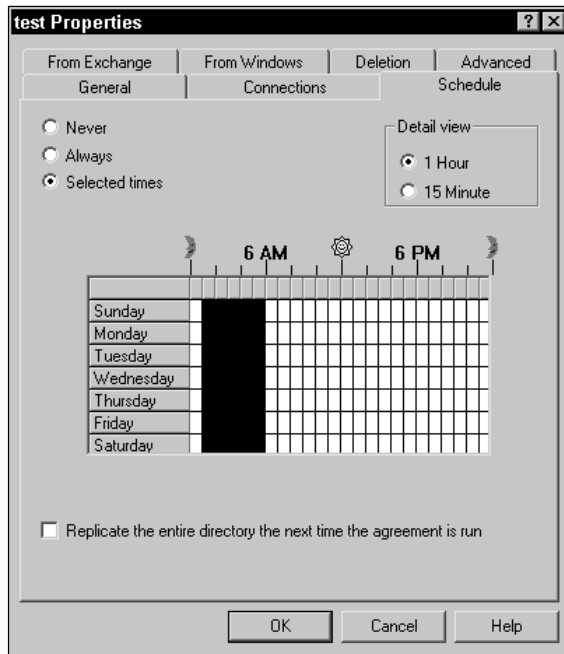 test Properties
From Exchange From Windows Deletion Advanced
General Connections Schedule
Never
Always
Selected times
Detail view
1 Hour
15 Minute
6 AM 6 PM
Sunday
Monday
Tuesday
Wednesday
Thursday
Friday
Saturday
Replicate the entire directory the next time the agreement is run
OK Cancel Help